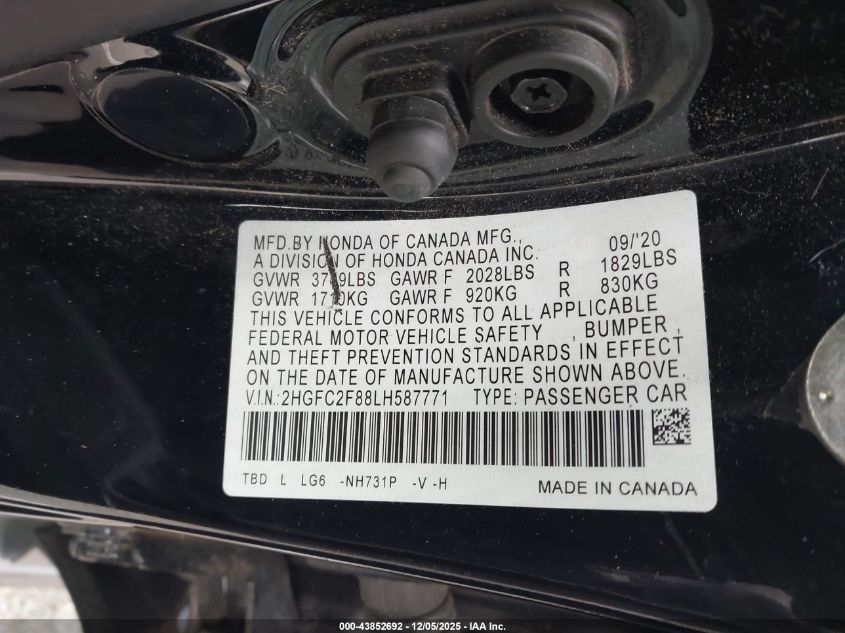 MFD. BY HONDA OF CANADA MFG., 09/'20
A DIVISION OF HONDA CANADA INC.
GVWR LBS GAWR F 2028LBS R 1829LBS
GVWR KG GAWR F 920KG R 830KG
THIS VEHICLE CONFORMS TO ALL APPLICABLE
FEDERAL MOTOR VEHICLE SAFETY , BUMPER ,
AND THEFT PREVENTION STANDARDS IN EFFECT
ON THE DATE OF MANUFACTURE SHOWN ABOVE.
V.I.N.:2HGFC2F88LH587771 TYPE: PASSENGER CAR
TBD L LG6 -NH731P -V -H MADE IN CANADA
000-43852692 - 12/05/2025 - IAA Inc.